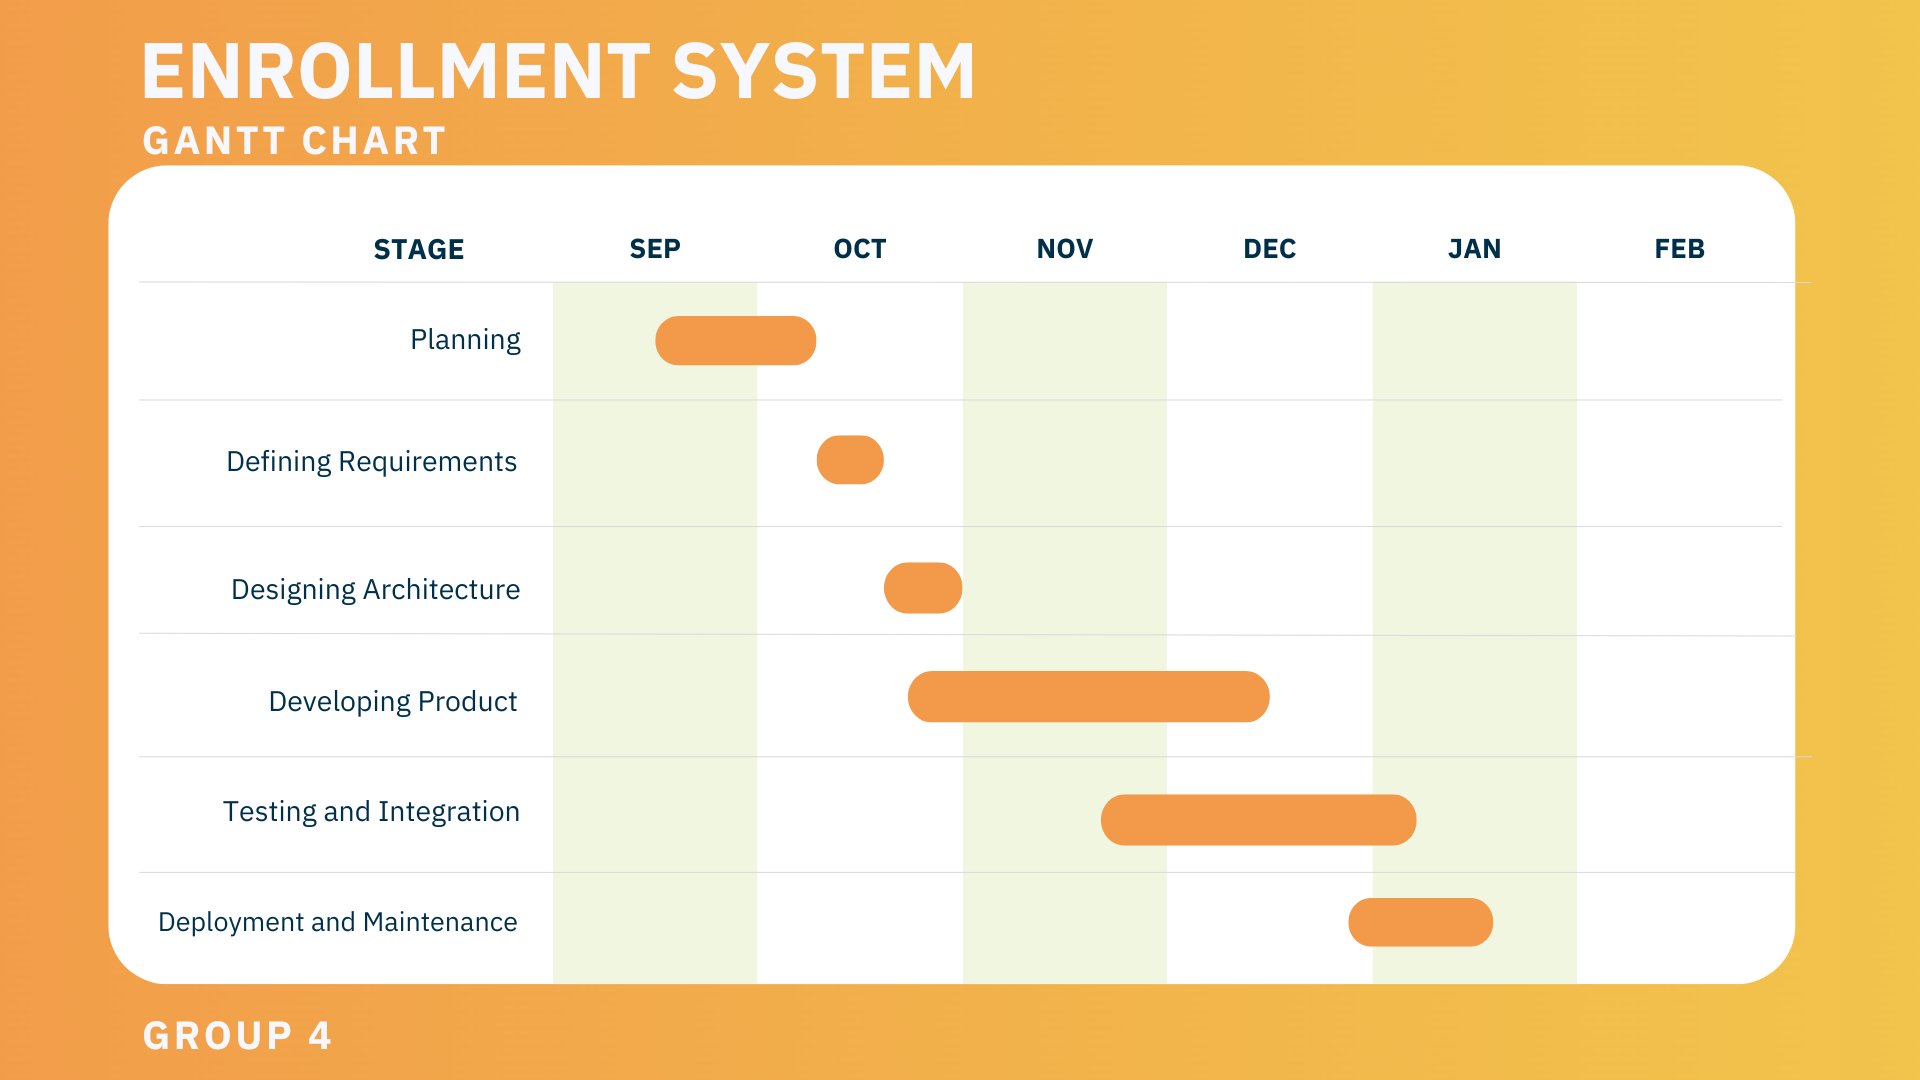 ENROLLMENT SYSTEM
GANTT CHART
STAGE SEP OCT NOV DEC JAN FEB
Planning
Defining Requirements
Designing Architecture
Developing Product
Testing and Integration
Deployment and Maintenance
GROUP 4